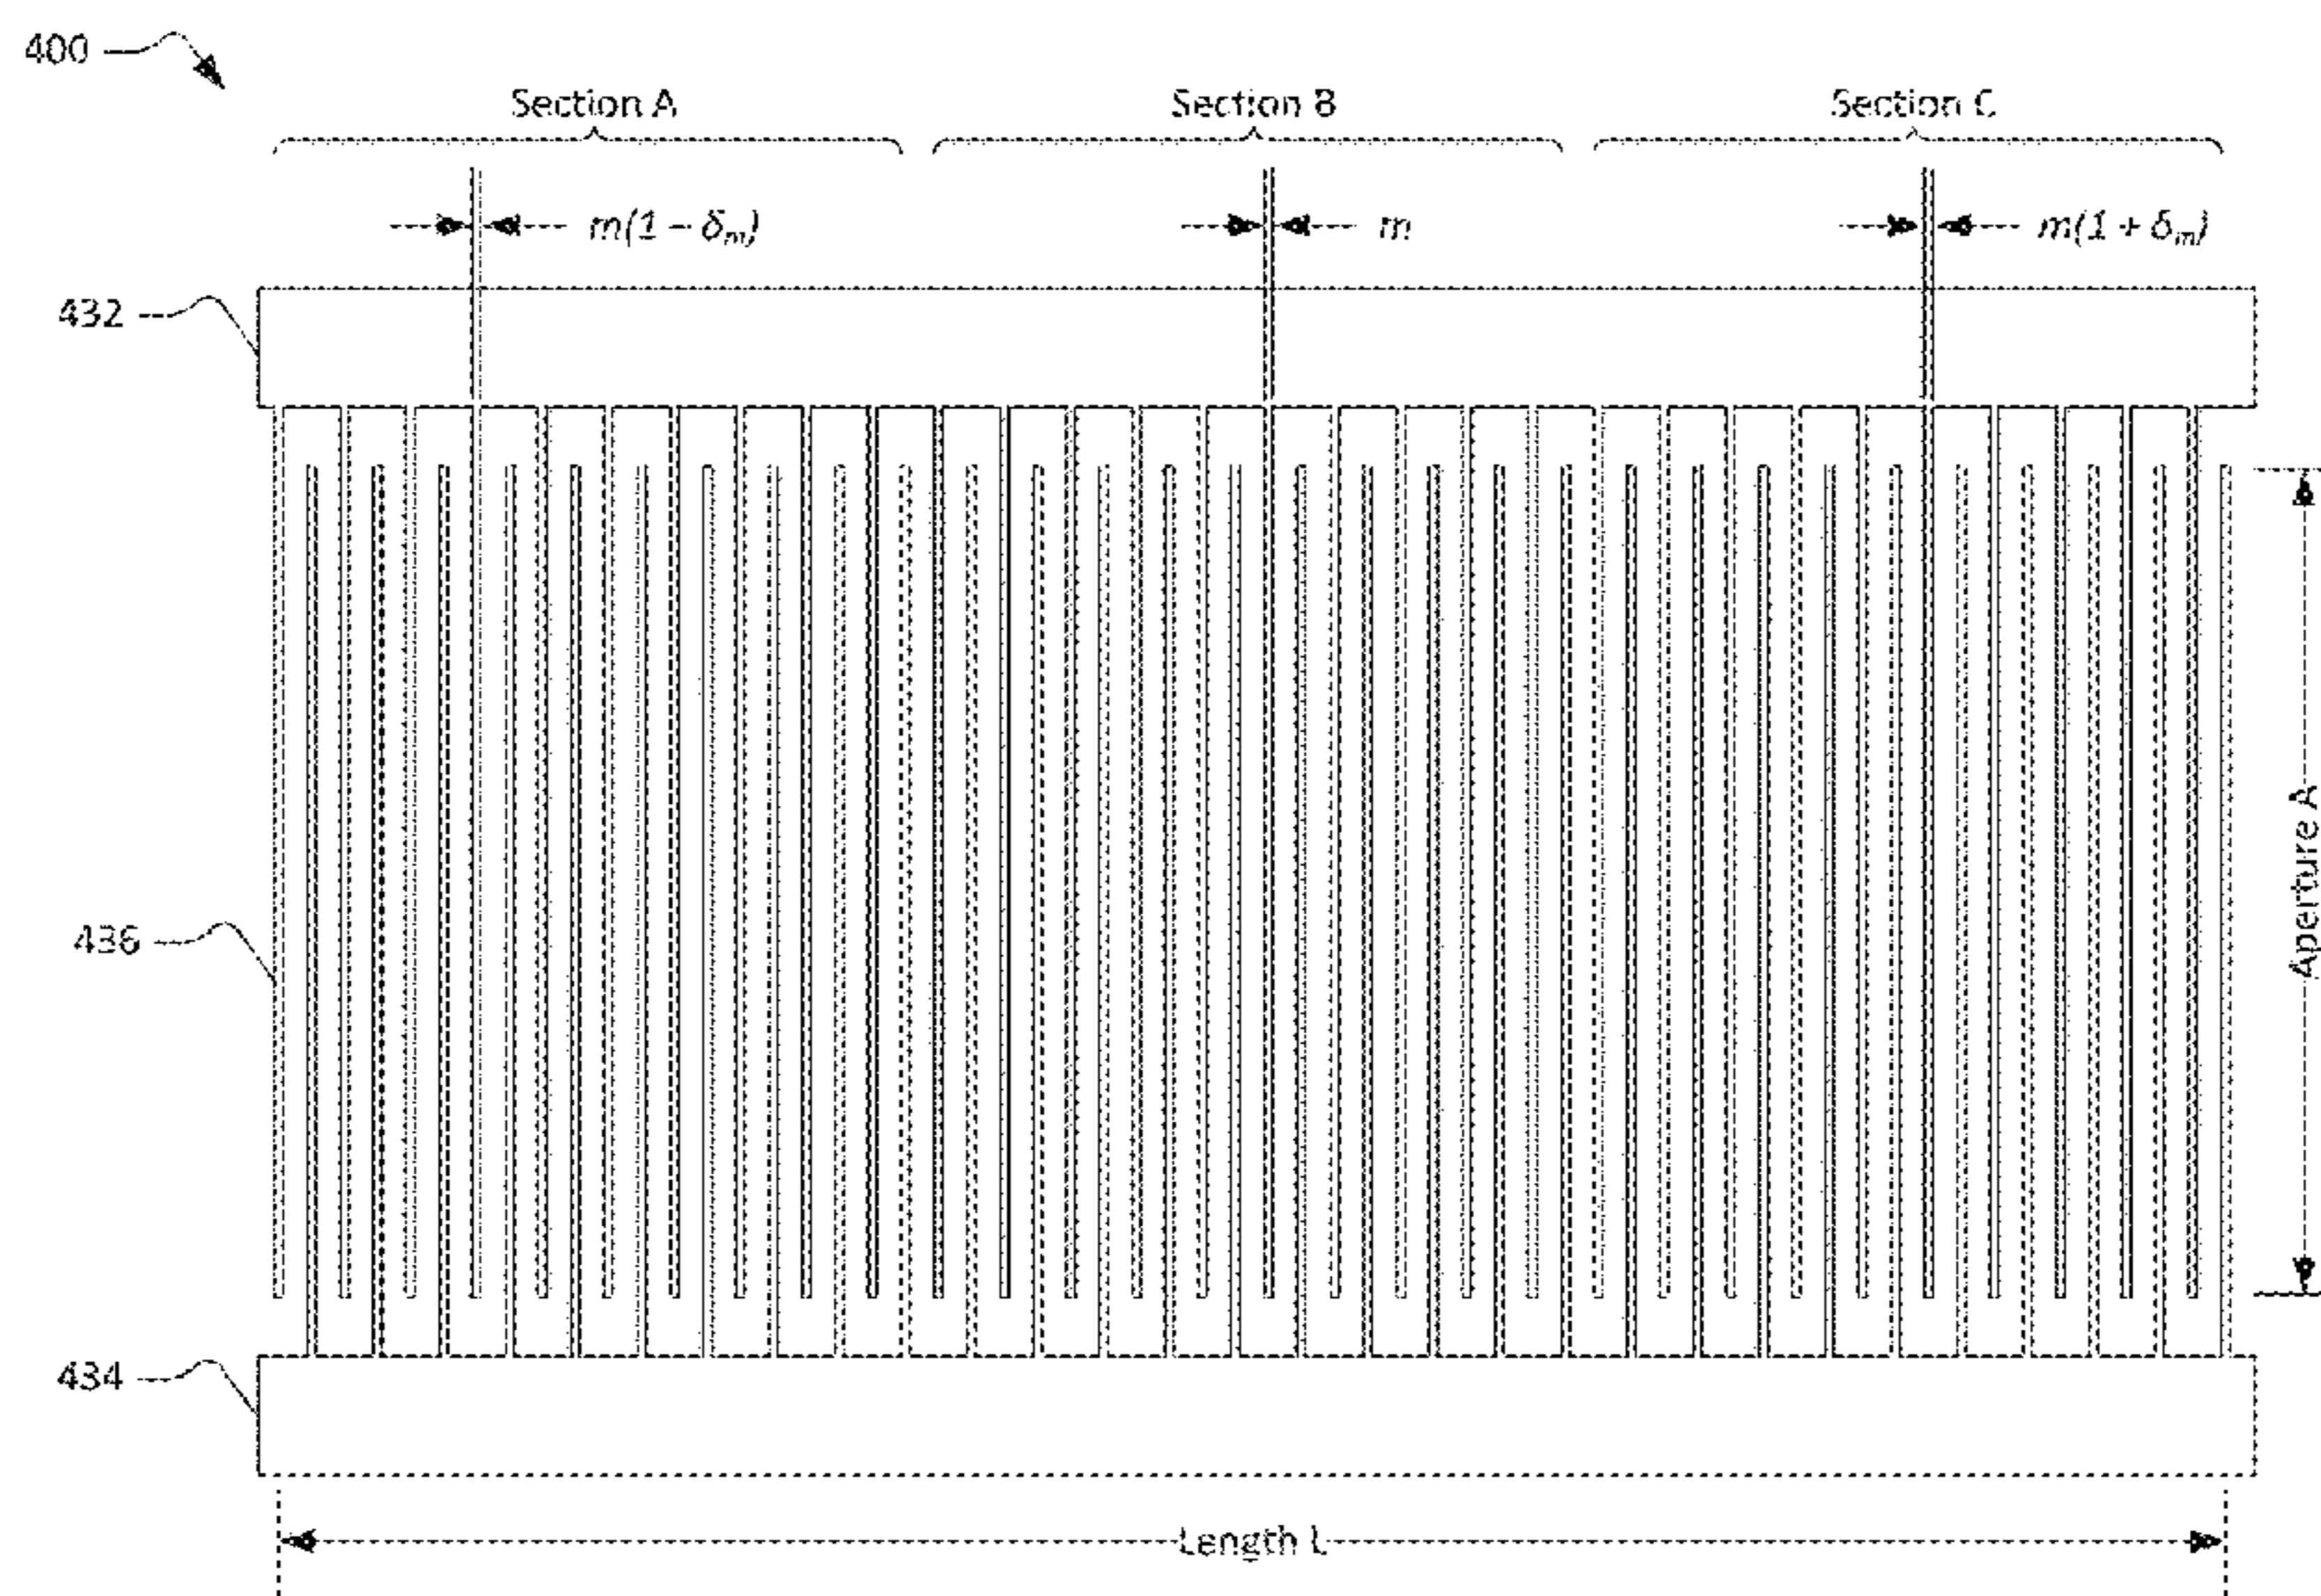 400
Section A
Section B
Section C
m(1 – δm)
m
m(1 + δm)
432
436
Aperture A
434
Length L